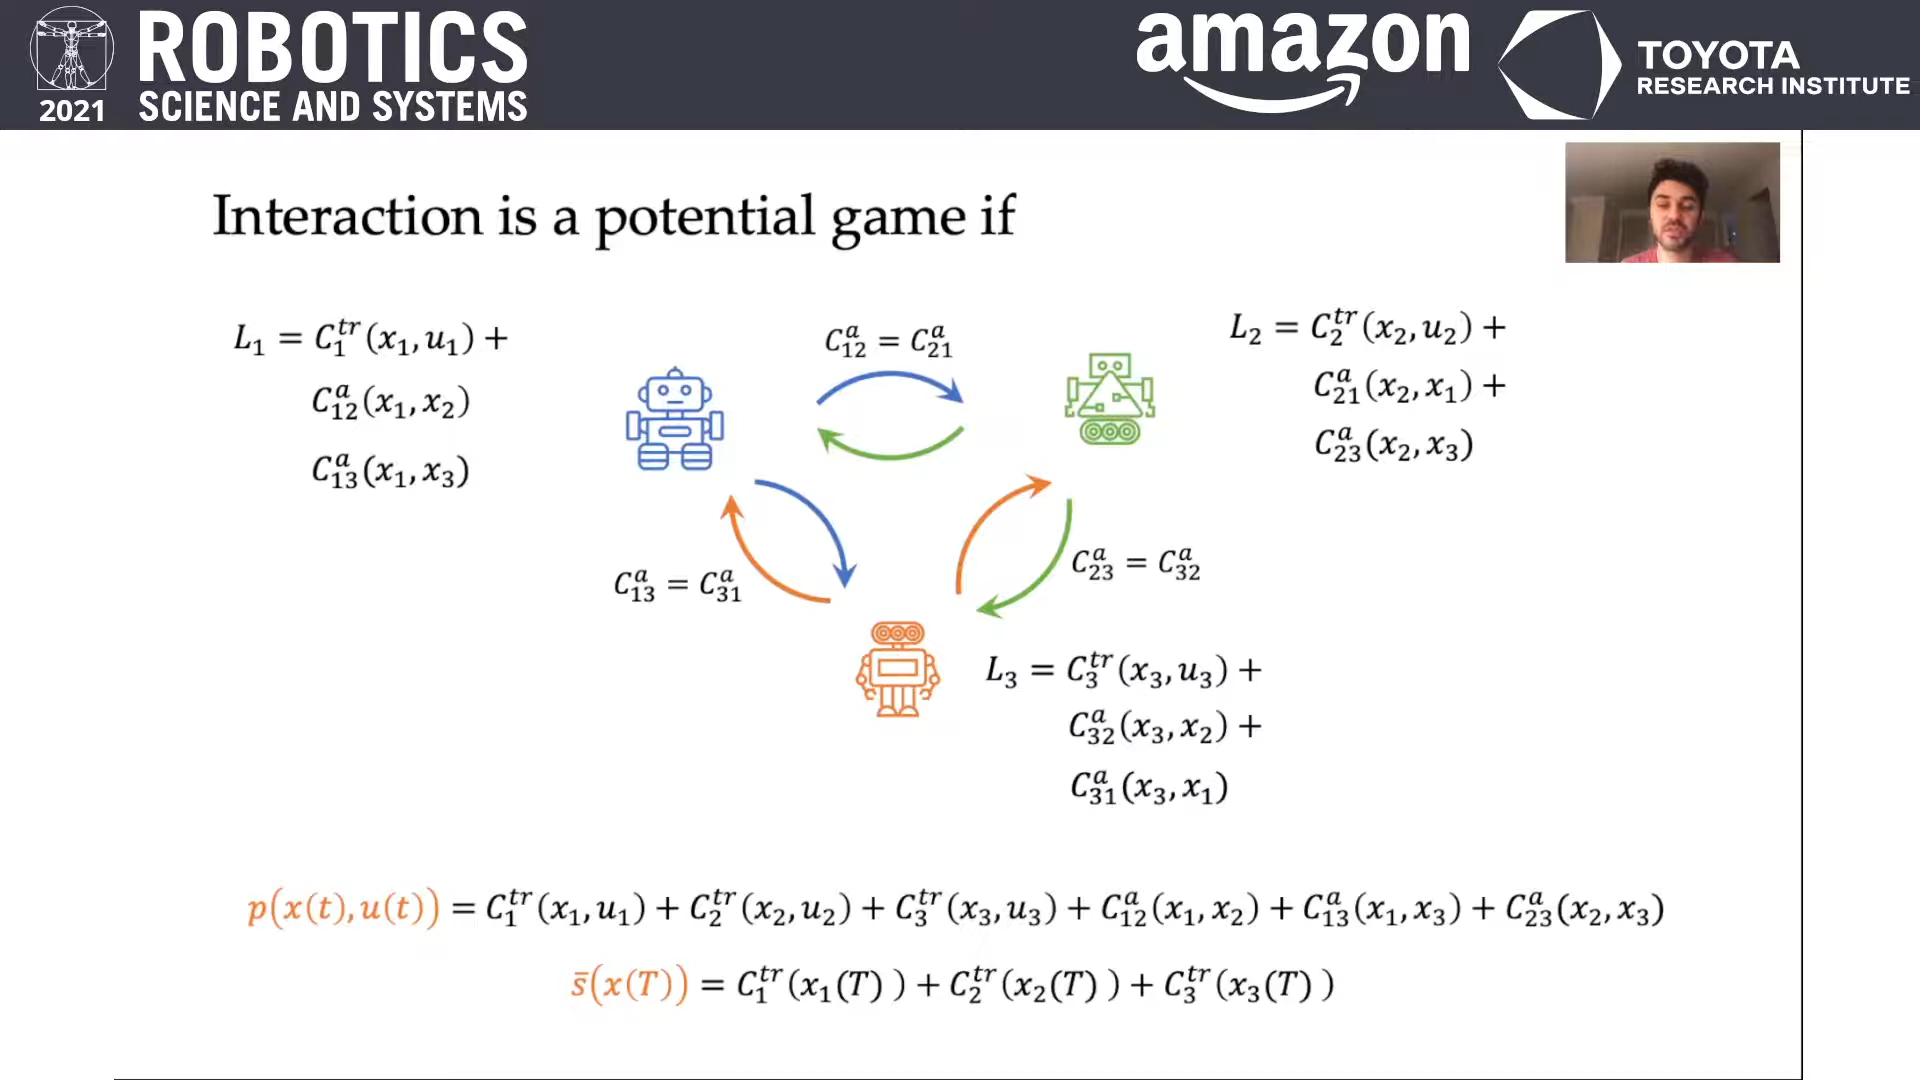 ROBOTICS
2021 SCIENCE AND SYSTEMS
amazon
TOYOTA
RESEARCH INSTITUTE
Interaction is a potential game if
L₁ = C₁ᵗʳ(x₁, u₁) +
C₁₂ᵃ(x₁, x₂)
C₁₃ᵃ(x₁, x₃)
C₁₂ᵃ = C₂₁ᵃ
L₂ = C₂ᵗʳ(x₂, u₂) +
C₂₁ᵃ(x₂, x₁) +
C₂₃ᵃ(x₂, x₃)
C₁₃ᵃ = C₃₁ᵃ
C₂₃ᵃ = C₃₂ᵃ
L₃ = C₃ᵗʳ(x₃, u₃) +
C₃₂ᵃ(x₃, x₂) +
C₃₁ᵃ(x₃, x₁)
p(x(t), u(t)) = C₁ᵗʳ(x₁, u₁) + C₂ᵗʳ(x₂, u₂) + C₃ᵗʳ(x₃, u₃) + C₁₂ᵃ(x₁, x₂) + C₁₃ᵃ(x₁, x₃) + C₂₃ᵃ(x₂, x₃)
s̄(x(T)) = C₁ᵗʳ(x₁(T) ) + C₂ᵗʳ(x₂(T) ) + C₃ᵗʳ(x₃(T) )